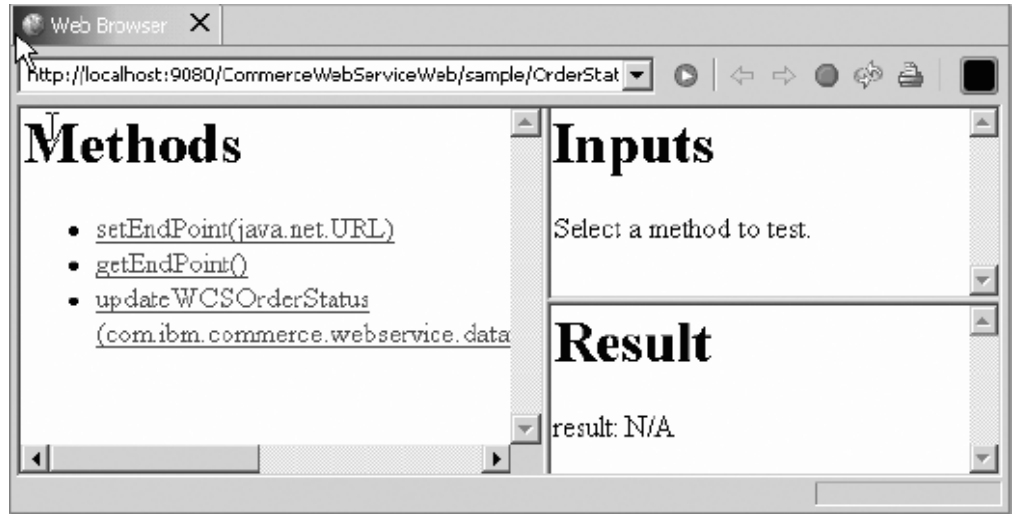 Web Browser
http://localhost:9080/CommerceWebServiceWeb/sample/OrderStat
Methods
setEndPoint(java.net.URL)
getEndPoint()
updateWCSOrderStatus
(com.ibm.commerce.webservice.data
Inputs
Select a method to test.
Result
result: N/A